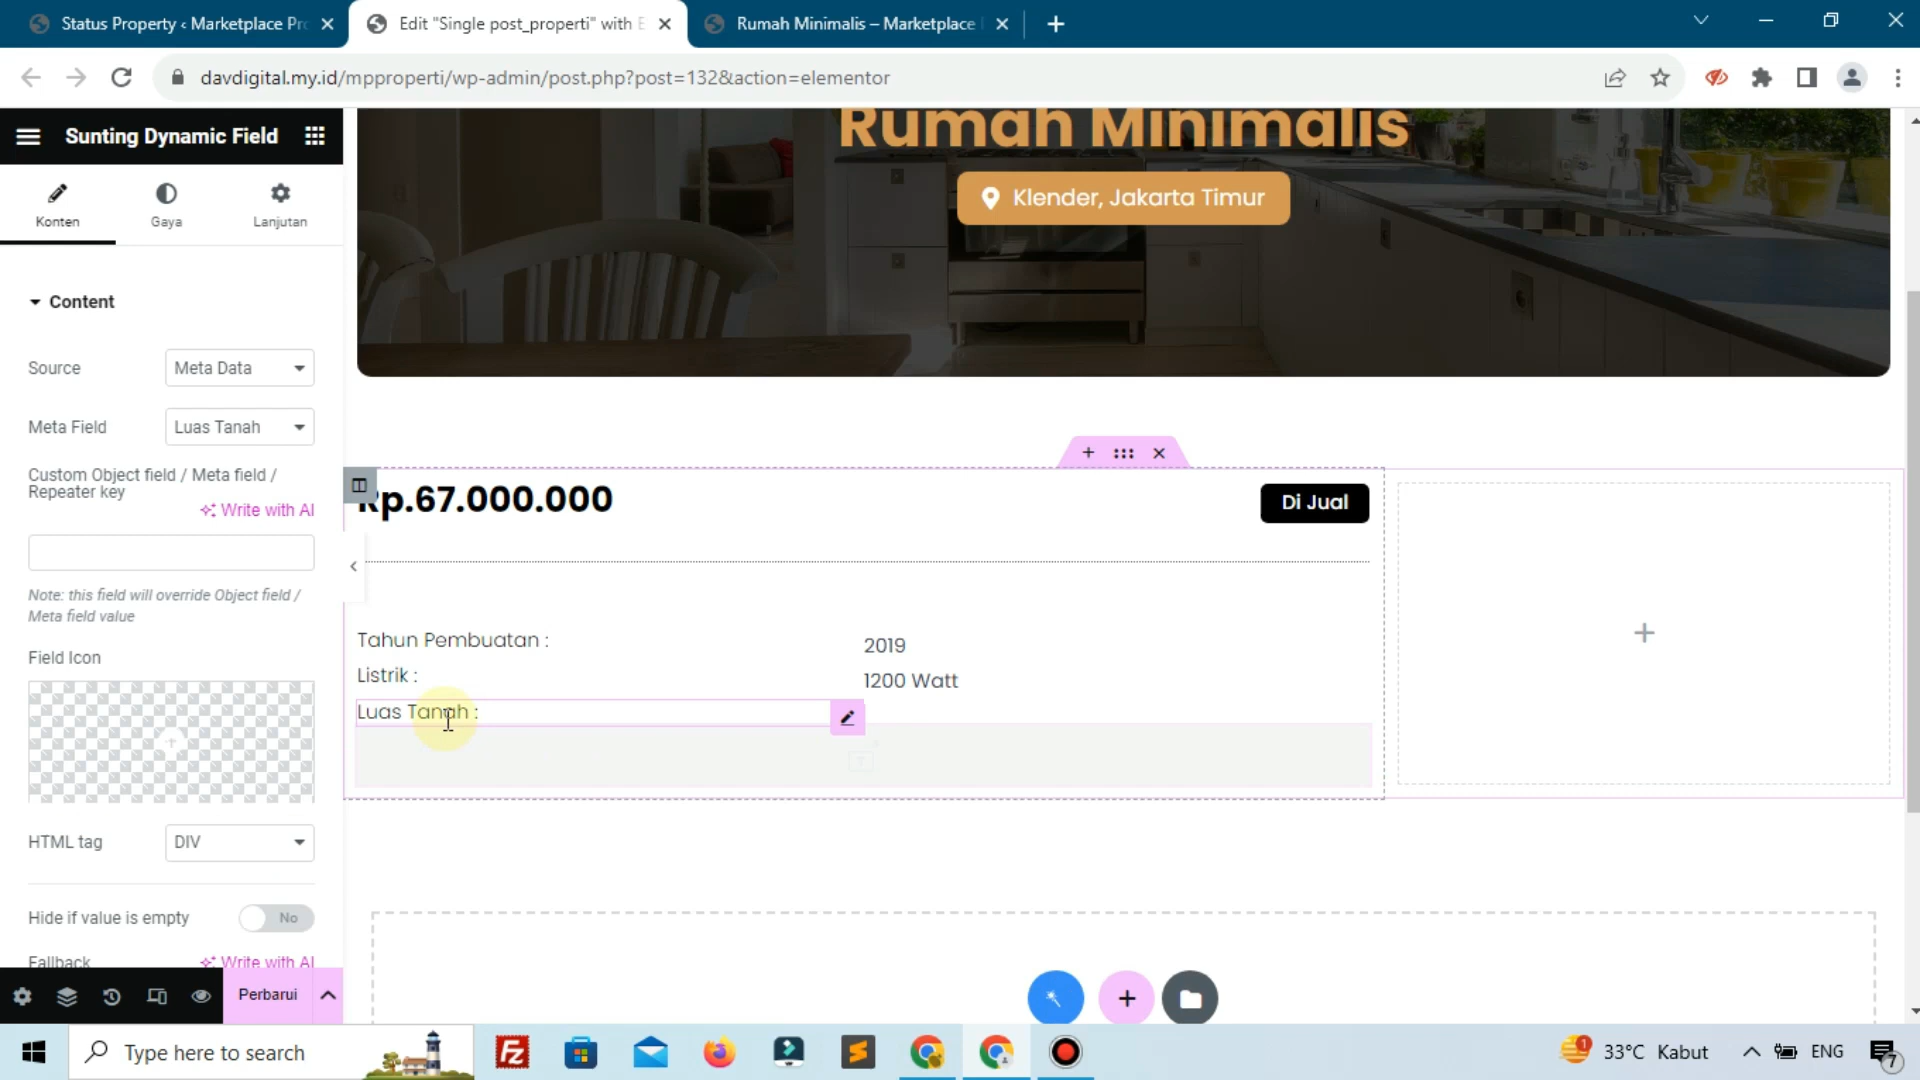 Status Property ‹ Marketplace Pr
Edit "Single post_properti" with E
Rumah Minimalis – Marketplace
davdigital.my.id/mpproperti/wp-admin/post.php?post=132&action=elementor
Sunting Dynamic Field
Konten
Gaya
Lanjutan
Content
Source
Meta Data
Meta Field
Luas Tanah
Custom Object field / Meta field /
Repeater key
Write with AI
Note: this field will override Object field /
Meta field value
Field Icon
HTML tag
DIV
Hide if value is empty
No
Fallback
Write with AI
Perbarui
Rumah Minimalis
Klender, Jakarta Timur
Rp.67.000.000
Di Jual
Tahun Pembuatan :
2019
Listrik :
1200 Watt
Luas Tanah :
Type here to search
33°C Kabut
ENG
1
7